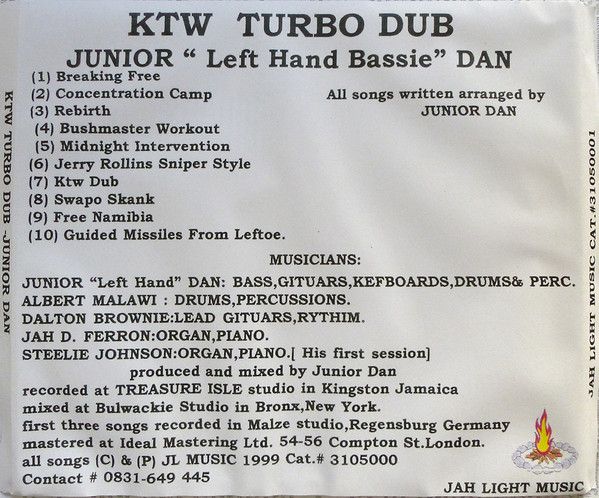 KTW TURBO DUB
JUNIOR “ Left Hand Bassie” DAN
(1) Breaking Free
(2) Concentration Camp
(3) Rebirth
(4) Bushmaster Workout
(5) Midnight Intervention
(6) Jerry Rollins Sniper Style
(7) Ktw Dub
(8) Swapo Skank
(9) Free Namibia
(10) Guided Missiles From Leftoe.
All songs written arranged by
JUNIOR DAN
MUSICIANS:
JUNIOR “Left Hand” DAN: BASS,GITUARS,KEFBOARDS,DRUMS& PERC.
ALBERT MALAWI : DRUMS,PERCUSSIONS.
DALTON BROWNIE:LEAD GITUARS,RYTHIM.
JAH D. FERRON:ORGAN,PIANO.
STEELIE JOHNSON:ORGAN,PIANO.[ His first session]
produced and mixed by Junior Dan
recorded at TREASURE ISLE studio in Kingston Jamaica
mixed at Bulwackie Studio in Bronx,New York.
first three songs recorded in Malze studio,Regensburg Germany
mastered at Ideal Mastering Ltd. 54-56 Compton St.London.
all songs (C) & (P) JL MUSIC 1999 Cat.# 3105000
Contact # 0831-649 445
JAH LIGHT MUSIC
KTW TURBO DUB -JUNIOR DAN
JAH LIGHT MUSIC CAT.#31050001